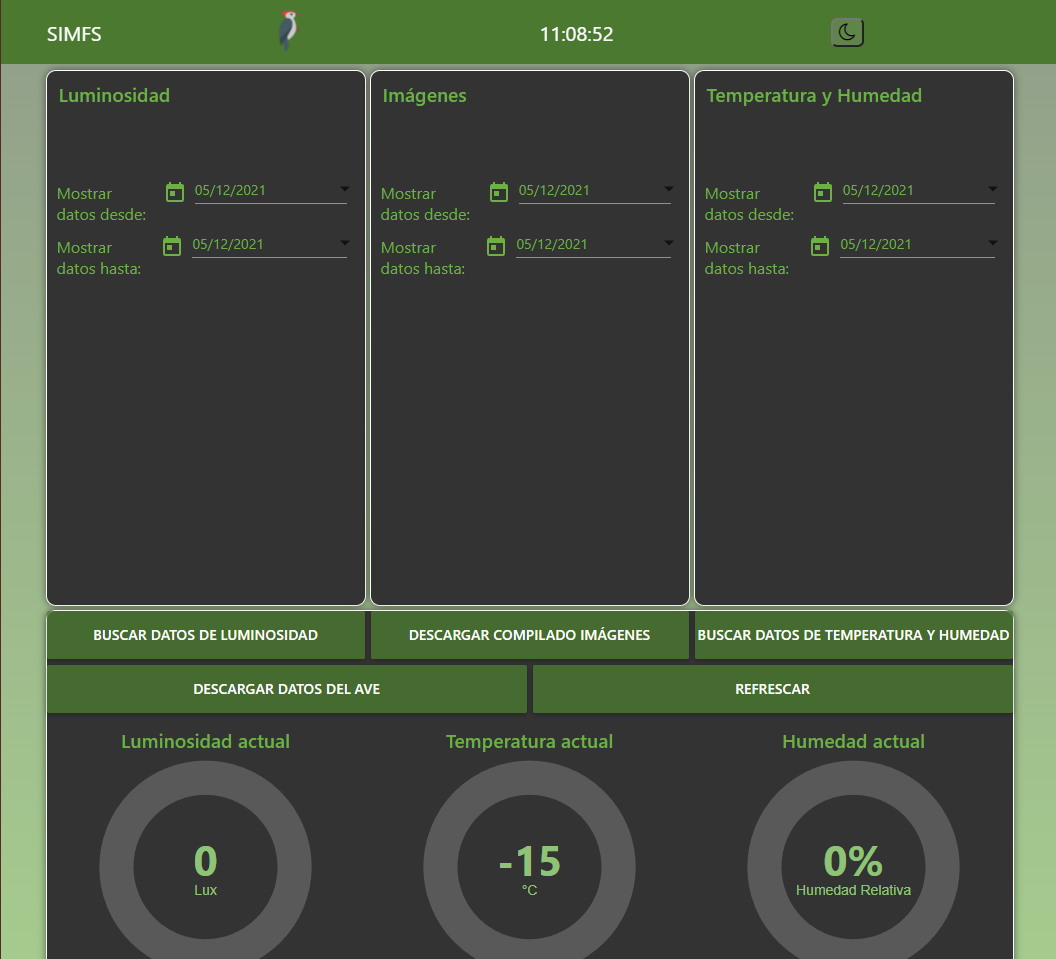 SIMFS
11:08:52
Luminosidad
Mostrar
datos desde:
05/12/2021
Mostrar
datos hasta:
05/12/2021
Imágenes
Mostrar
datos desde:
05/12/2021
Mostrar
datos hasta:
05/12/2021
Temperatura y Humedad
Mostrar
datos desde:
05/12/2021
Mostrar
datos hasta:
05/12/2021
BUSCAR DATOS DE LUMINOSIDAD
DESCARGAR COMPILADO IMÁGENES
BUSCAR DATOS DE TEMPERATURA Y HUMEDAD
DESCARGAR DATOS DEL AVE
REFRESCAR
Luminosidad actual
0
Lux
Temperatura actual
-15
°C
Humedad actual
0%
Humedad Relativa